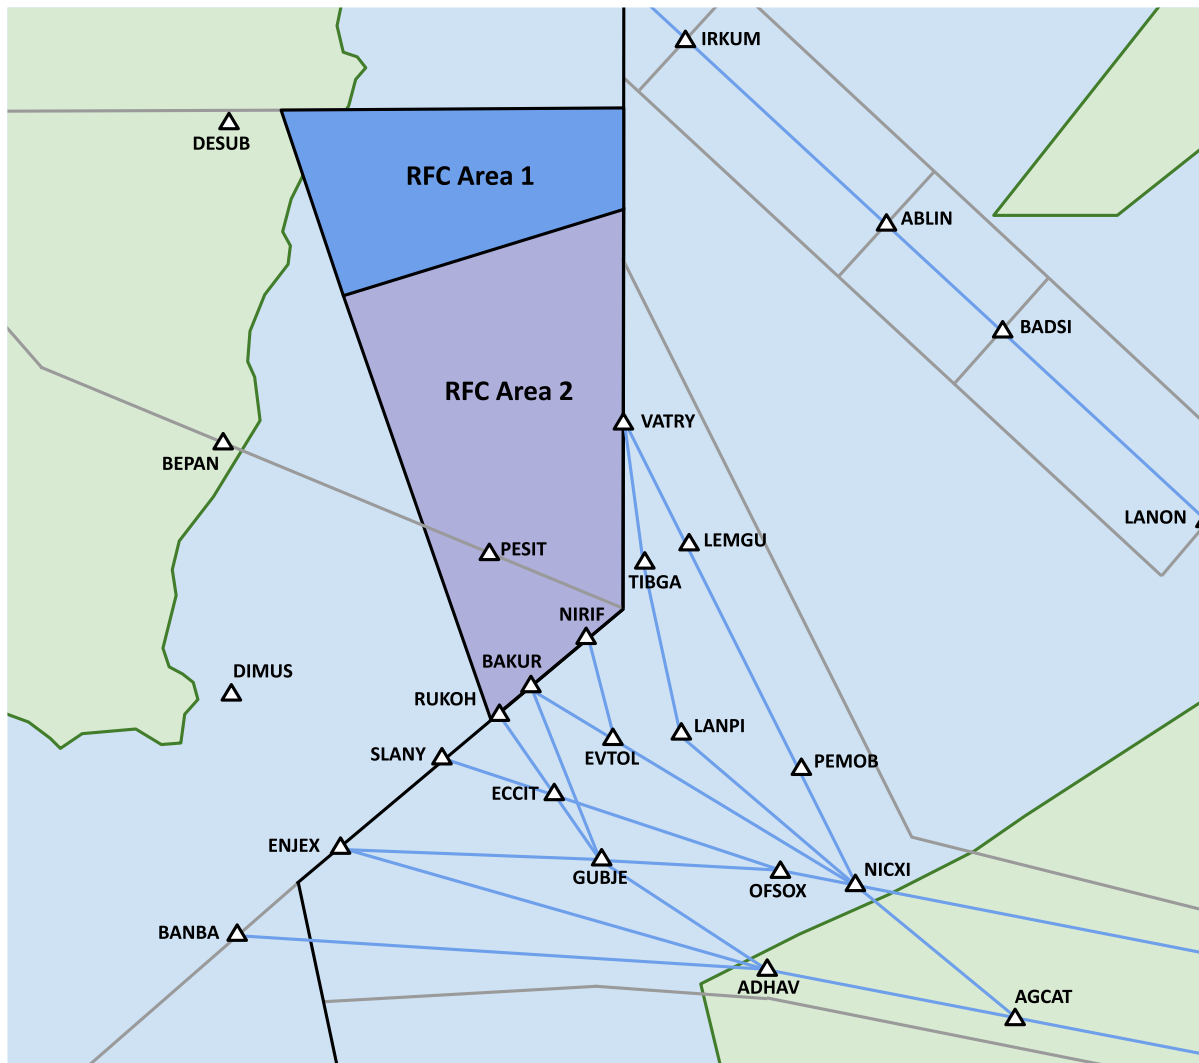 IRKUM
DESUB
RFC Area 1
ABLIN
BADSI
RFC Area 2
VATRY
BEPAN
LANON
PESIT
LEMGU
TIBGA
NIRIF
BAKUR
DIMUS
RUKOH
LANPI
SLANY
EVTOL
PEMOB
ECCIT
ENJEX
GUBJE
OFSOX
NICXI
BANBA
ADHAV
AGCAT